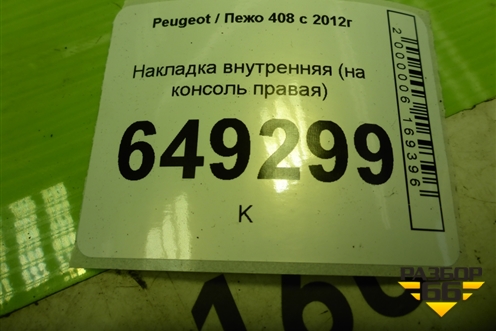 Peugeot / Пежо 408 с 2012г
Накладка внутренняя (на
консоль правая)
649299
К
2000006169396
РАЗБОР
66